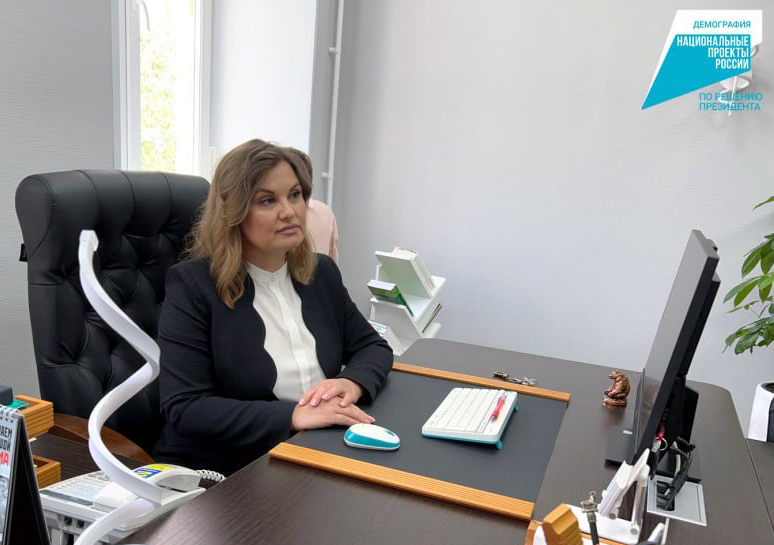 ДЕМОГРАФИЯ
НАЦИОНАЛЬНЫЕ
ПРОЕКТЫ
РОССИИ
ПО РЕШЕНИЮ
ПРЕЗИДЕНТА